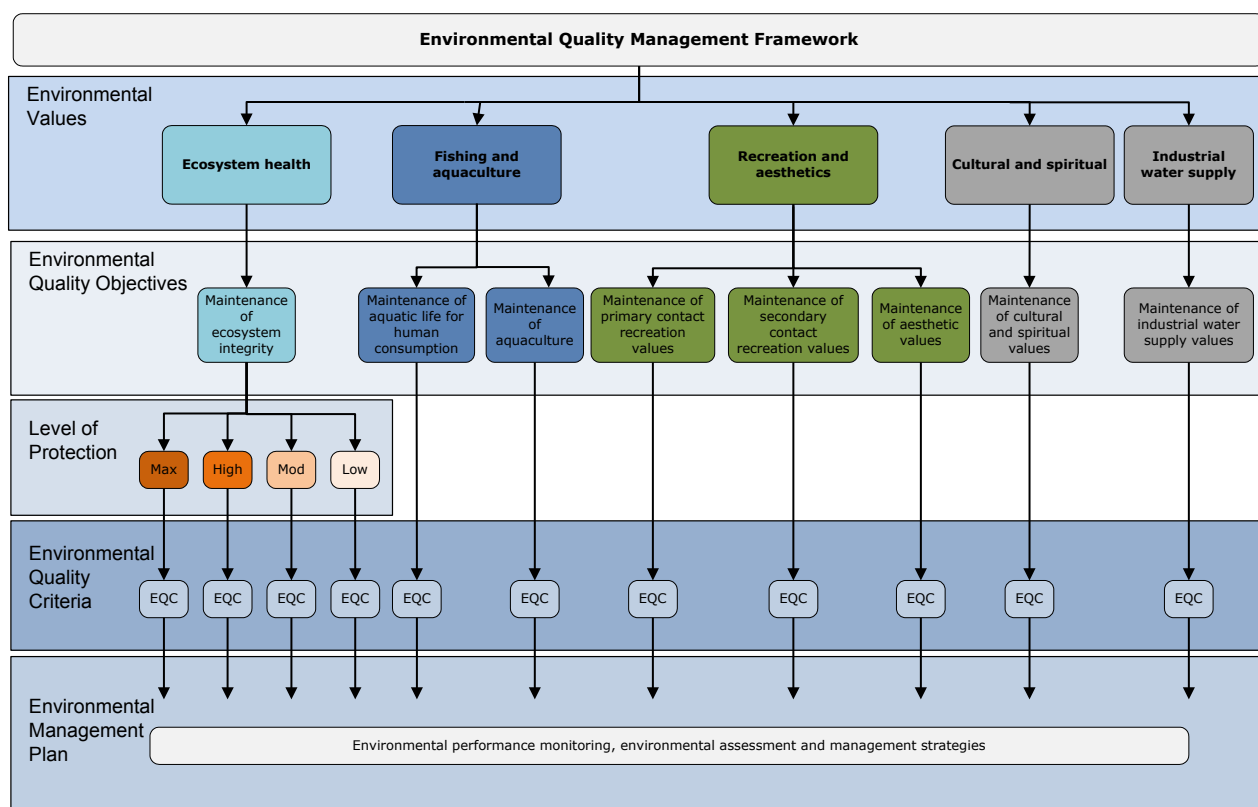 Environmental Quality Management Framework
Environmental
Values
Ecosystem health
Fishing and
aquaculture
Recreation and
aesthetics
Cultural and spiritual
Industrial
water supply
Environmental
Quality Objectives
Maintenance
of
ecosystem
integrity
Maintenance of
aquatic life for
human
consumption
Maintenance
of
aquaculture
Maintenance of
primary contact
recreation
values
Maintenance of
secondary
contact
recreation values
Maintenance
of aesthetic
values
Maintenance
of cultural
and spiritual
values
Maintenance of
industrial water
supply values
Level of
Protection
Max
High
Mod
Low
Environmental
Quality
Criteria
EQC
EQC
EQC
EQC
EQC
EQC
EQC
EQC
EQC
EQC
EQC
Environmental
Management
Plan
Environmental performance monitoring, environmental assessment and management strategies